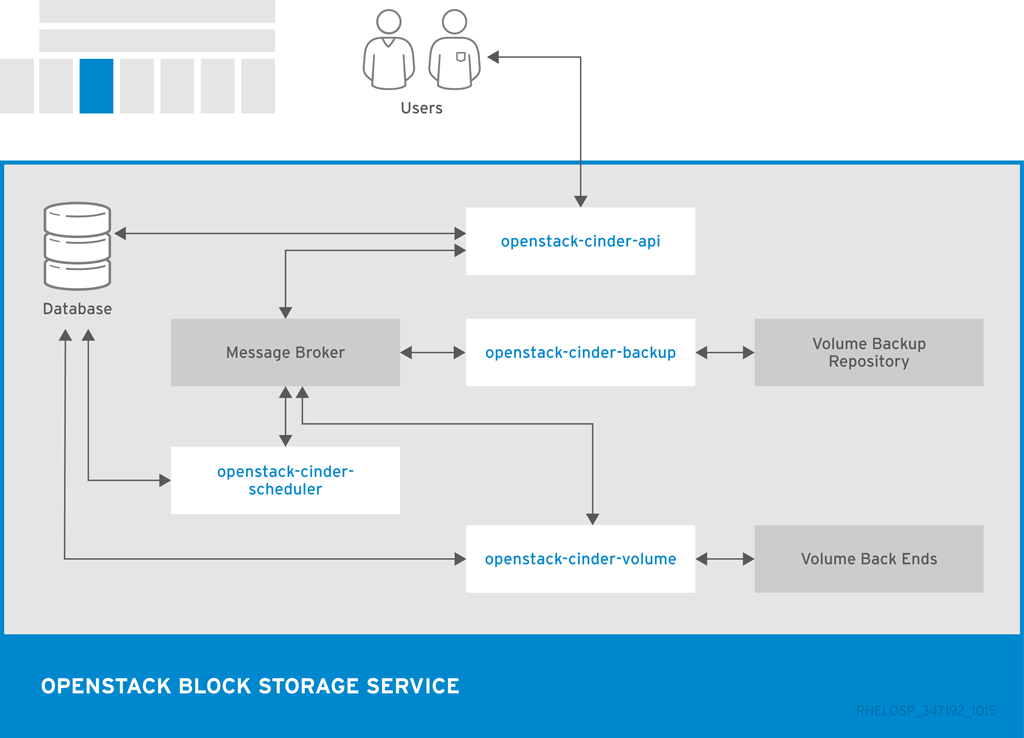 Users
openstack-cinder-api
Database
Message Broker
openstack-cinder-backup
Volume Backup
Repository
openstack-cinder-
scheduler
openstack-cinder-volume
Volume Back Ends
OPENSTACK BLOCK STORAGE SERVICE
RHELOSP_347192_1015